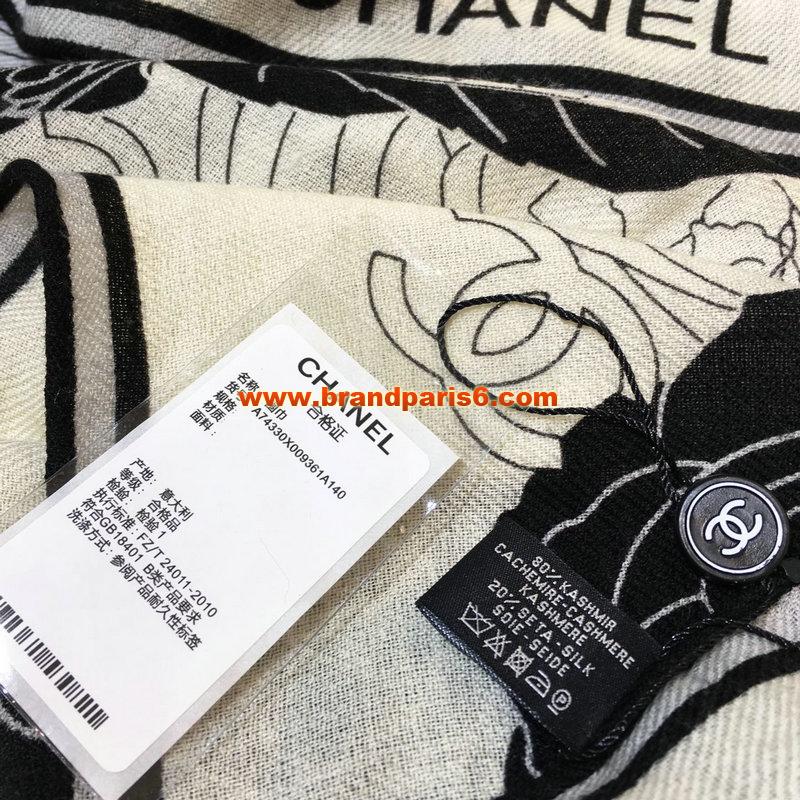 CHANEL
www.brandparis6.com
CHANEL
合格证
名称: 围巾
货号: A74330X009361A140
规格:
材质:
面料:
产地: 意大利
等级: 合格品
检验: 检验1
执行标准: FZ/T 24011-2010
符合GB18401 B类产品要求
洗涤方式: 参阅产品耐久性标签
80% KASHMIR
CACHEMIRE-CASHMERE
KASHMERE
20% SETA-SILK
SOIE-SEIDE